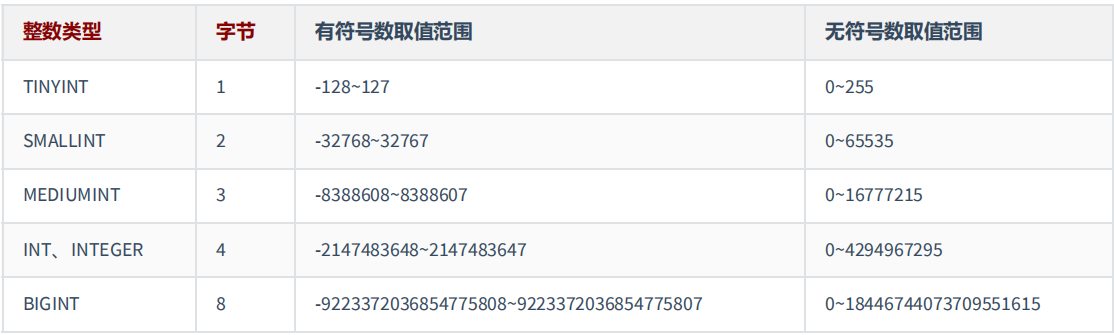 整数类型 字节 有符号数取值范围 无符号数取值范围
TINYINT 1 -128~127 0~255
SMALLINT 2 -32768~32767 0~65535
MEDIUMINT 3 -8388608~8388607 0~16777215
INT、INTEGER 4 -2147483648~2147483647 0~4294967295
BIGINT 8 -9223372036854775808~9223372036854775807 0~18446744073709551615